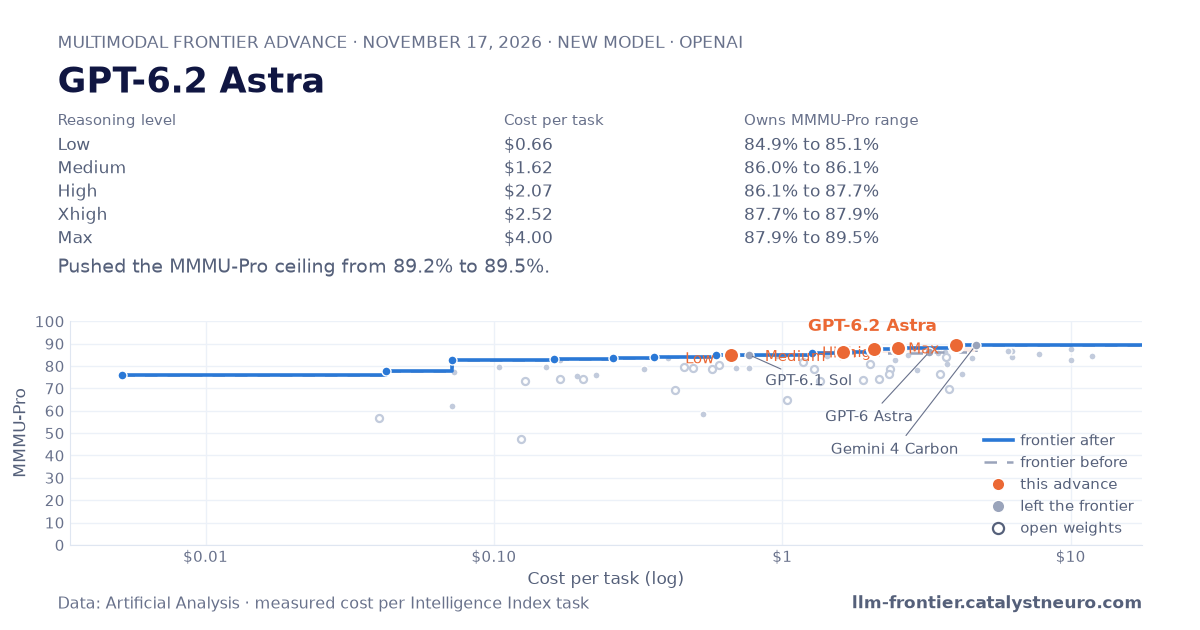 MULTIMODAL FRONTIER ADVANCE · NOVEMBER 17, 2026 · NEW MODEL · OPENAI
GPT-6.2 Astra
Reasoning level Cost per task Owns MMMU-Pro range
Low $0.66 84.9% to 85.1%
Medium $1.62 86.0% to 86.1%
High $2.07 86.1% to 87.7%
Xhigh $2.52 87.7% to 87.9%
Max $4.00 87.9% to 89.5%
Pushed the MMMU-Pro ceiling from 89.2% to 89.5%.
GPT-6.2 Astra
Low
Medium
Max
GPT-6.1 Sol
GPT-6 Astra
Gemini 4 Carbon
frontier after
frontier before
this advance
left the frontier
open weights
MMMU-Pro
100
90
80
70
60
50
40
30
20
10
0
$0.01 $0.10 $1 $10
Cost per task (log)
Data: Artificial Analysis · measured cost per Intelligence Index task
llm-frontier.catalystneuro.com